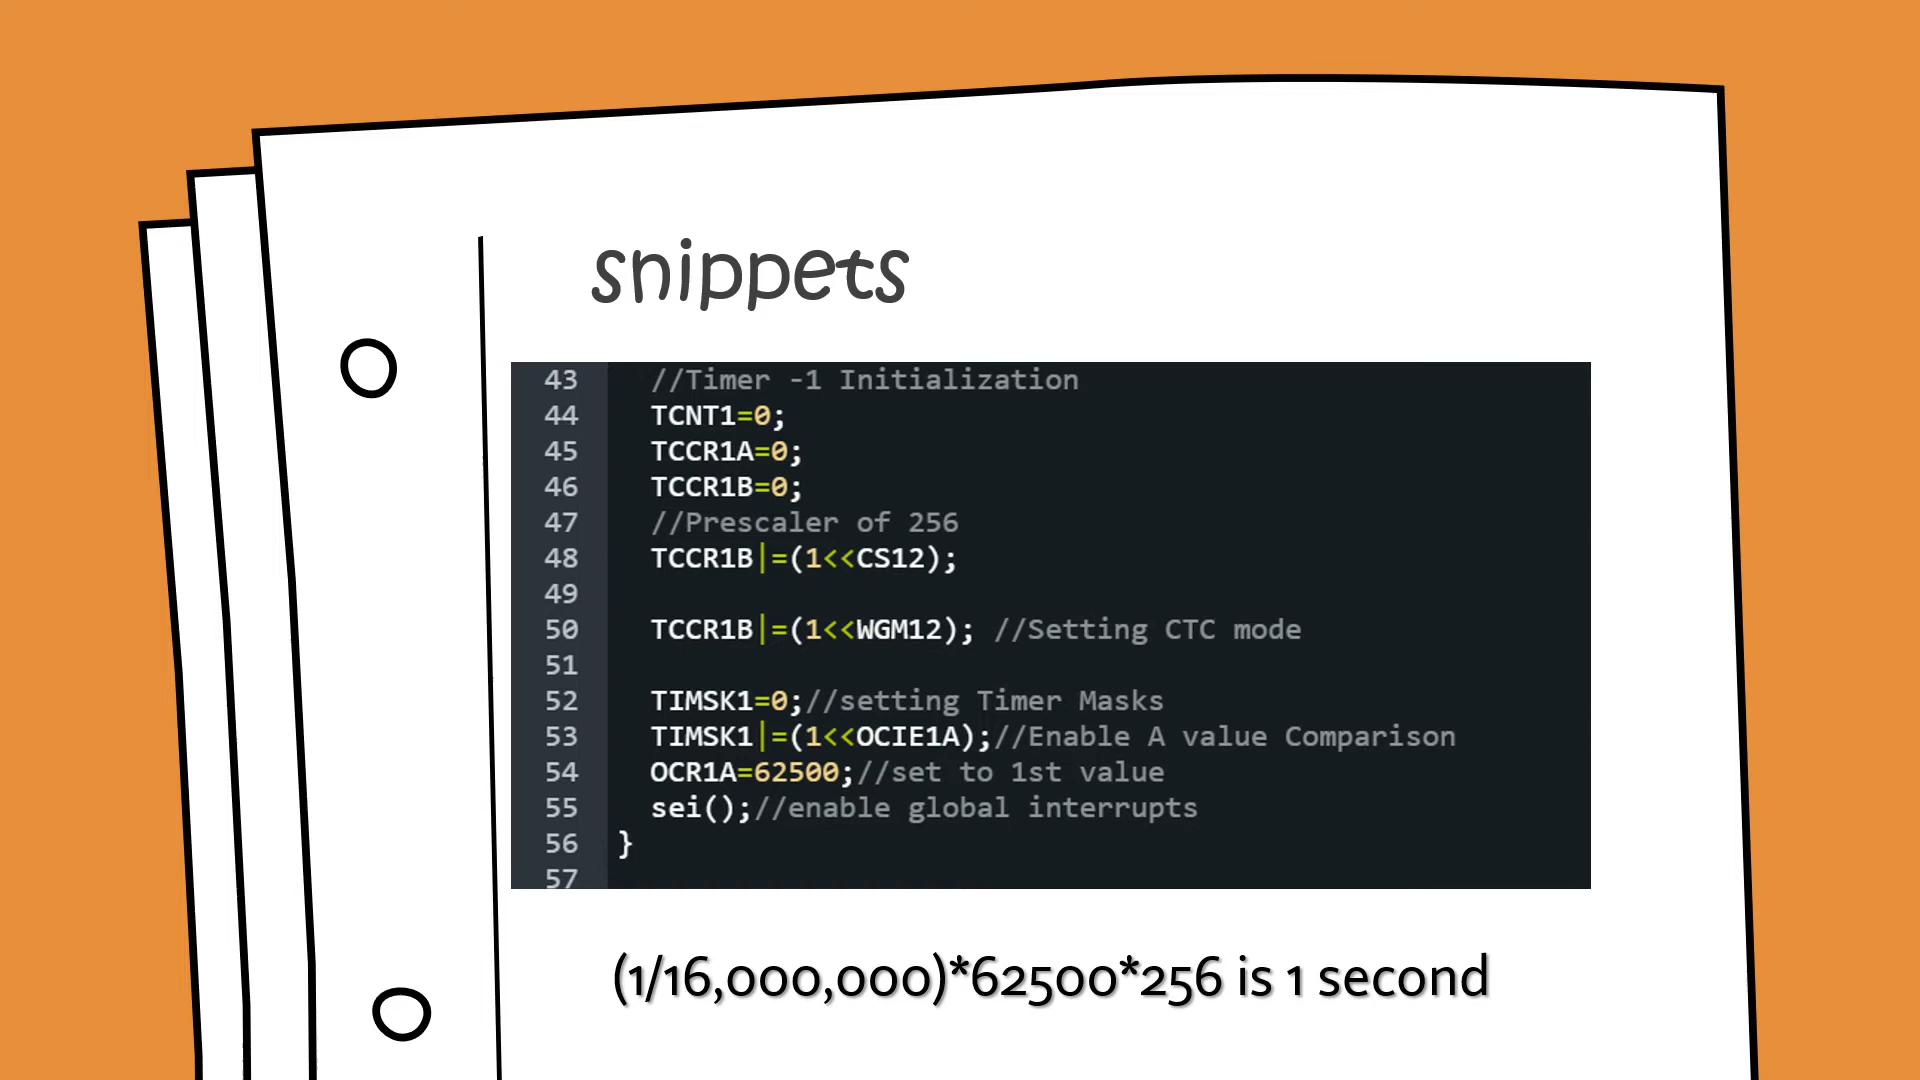 snippets
43 //Timer -1 Initialization
44 TCNT1=0;
45 TCCR1A=0;
46 TCCR1B=0;
47 //Prescaler of 256
48 TCCR1B|=(1<<CS12);
49
50 TCCR1B|=(1<<WGM12); //Setting CTC mode
51
52 TIMSK1=0;//setting Timer Masks
53 TIMSK1|=(1<<OCIE1A);//Enable A value Comparison
54 OCR1A=62500;//set to 1st value
55 sei();//enable global interrupts
56 }
57
(1/16,000,000)*62500*256 is 1 second